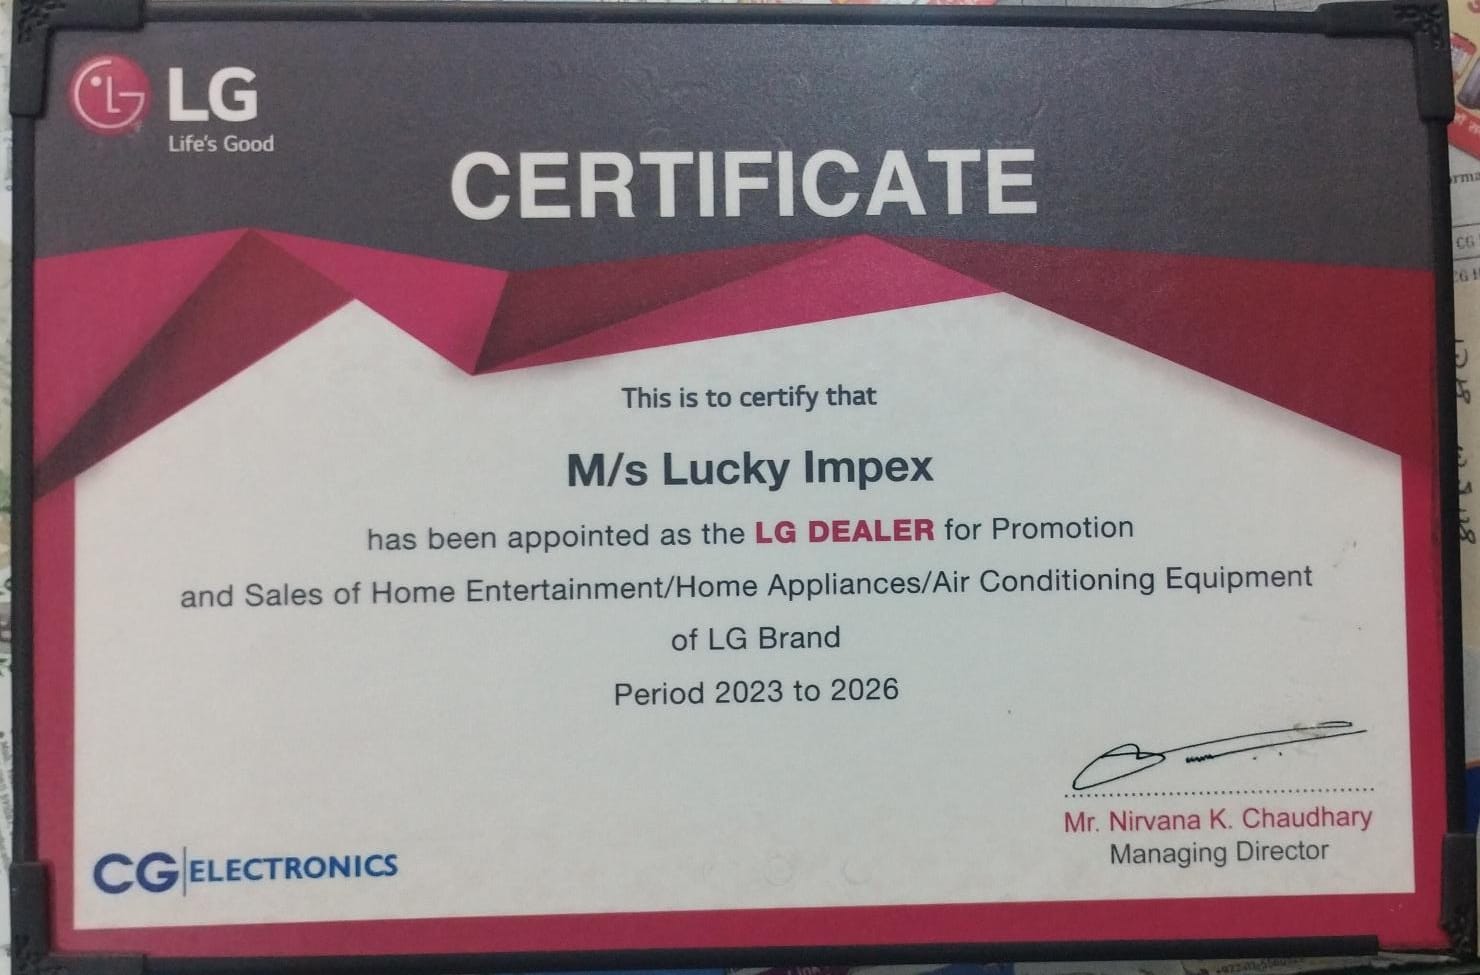 LG
Life's Good
CERTIFICATE
This is to certify that
M/s Lucky Impex
has been appointed as the LG DEALER for Promotion
and Sales of Home Entertainment/Home Appliances/Air Conditioning Equipment
of LG Brand
Period 2023 to 2026
Mr. Nirvana K. Chaudhary
Managing Director
CG ELECTRONICS